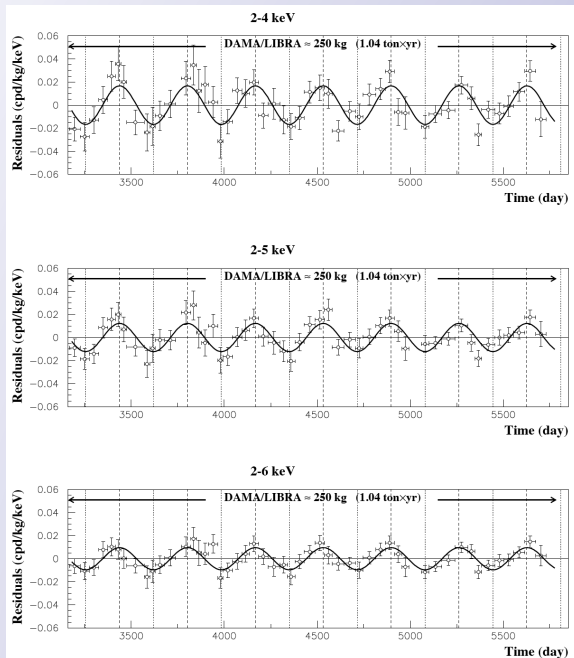 2-4 keV
Residuals (cpd/kg/keV)
DAMA/LIBRA ≈ 250 kg (1.04 ton×yr)
0.06
0.04
0.02
0
−0.02
−0.04
−0.06
3500 4000 4500 5000 5500
Time (day)
2-5 keV
Residuals (cpd/kg/keV)
DAMA/LIBRA ≈ 250 kg (1.04 ton×yr)
0.06
0.04
0.02
0
−0.02
−0.04
−0.06
3500 4000 4500 5000 5500
Time (day)
2-6 keV
Residuals (cpd/kg/keV)
DAMA/LIBRA ≈ 250 kg (1.04 ton×yr)
0.06
0.04
0.02
0
−0.02
−0.04
−0.06
3500 4000 4500 5000 5500
Time (day)